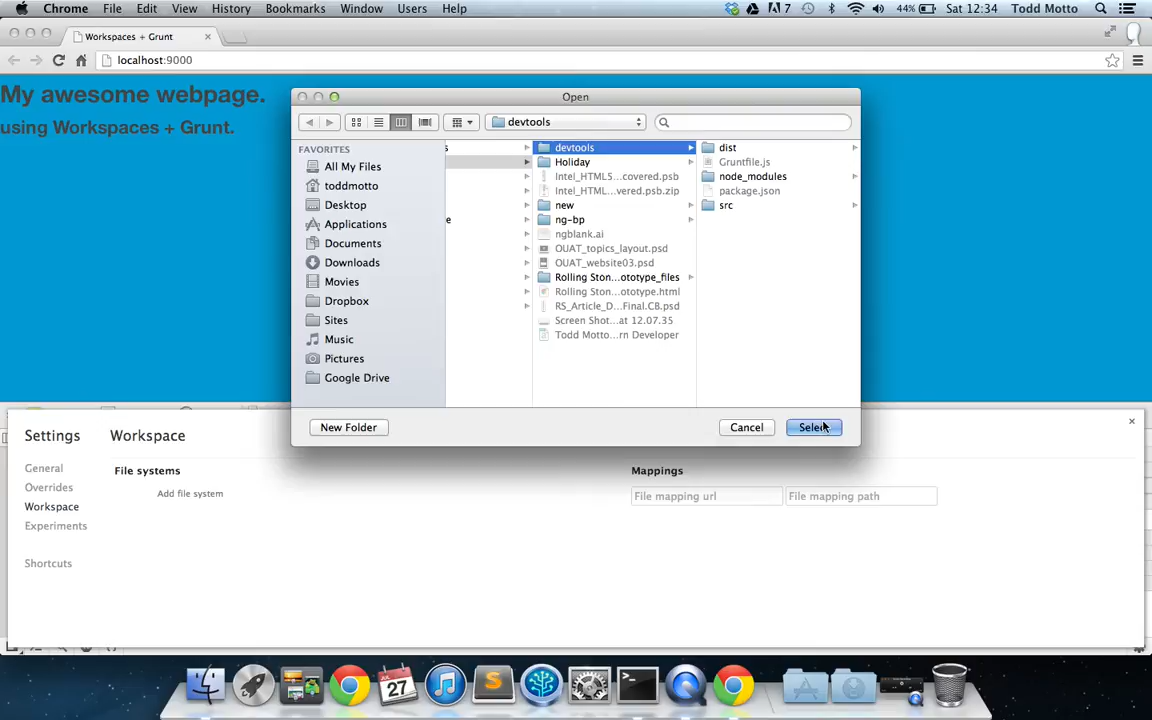 Chrome File Edit View History Bookmarks Window Users Help 7 44% Sat 12:34 Todd Motto
Workspaces + Grunt
localhost:9000
My awesome webpage.
using Workspaces + Grunt.
Open
devtools
FAVORITES
All My Files
toddmotto
Desktop
Applications
Documents
Downloads
Movies
Dropbox
Sites
Music
Pictures
Google Drive
s
e
devtools
Holiday
Intel_HTML5...covered.psb
Intel_HTML...vered.psb.zip
new
ng-bp
ngblank.ai
OUAT_topics_layout.psd
OUAT_website03.psd
Rolling Ston...ototype_files
Rolling Ston...ototype.html
RS_Article_D...Final.CB.psd
Screen Shot...at 12.07.35
Todd Motto...rn Developer
dist
Gruntfile.js
node_modules
package.json
src
New Folder
Cancel
Select
Settings
General
Overrides
Workspace
Experiments
Shortcuts
Workspace
File systems
Add file system
Mappings
File mapping url File mapping path
JUL
27